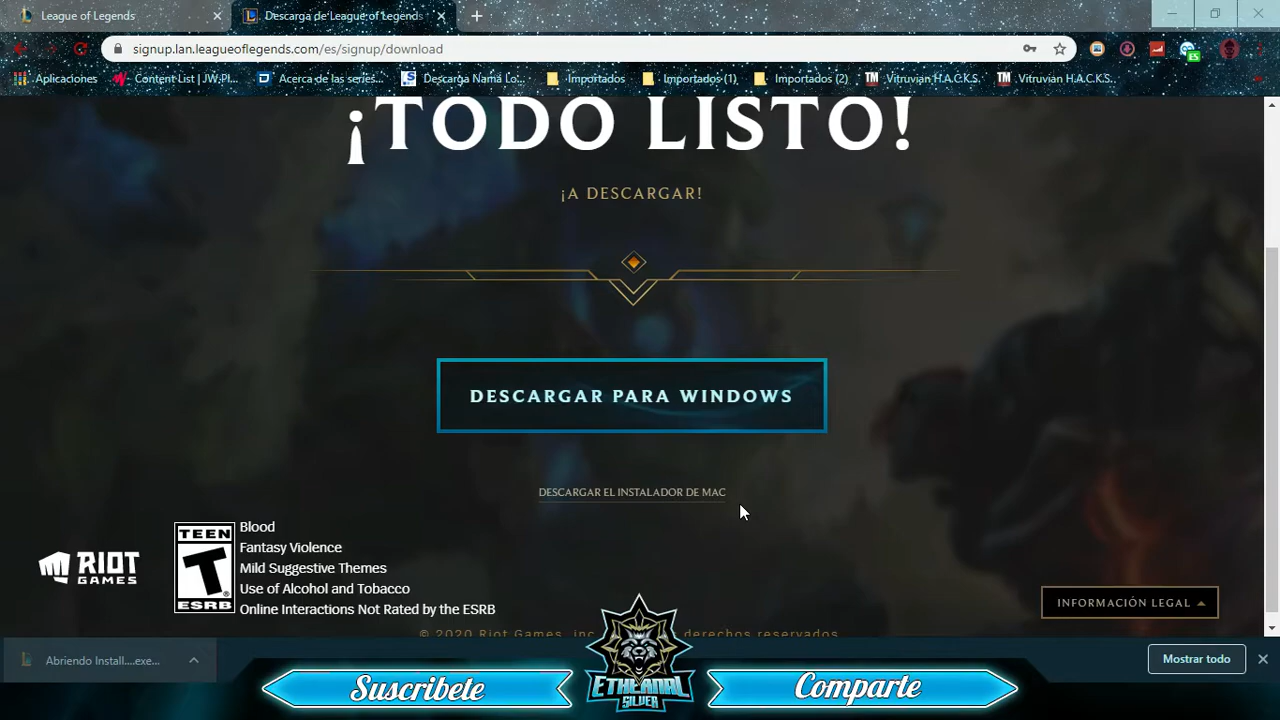 League of Legends
Descarga de League of Legends
signup.lan.leagueoflegends.com/es/signup/download
Aplicaciones
Content List | JW Pl...
Acerca de las series...
Descarga Nama Lo...
Importados
Importados (1)
Importados (2)
Vitruvian H.A.C.K.S.
Vitruvian H.A.C.K.S.
¡TODO LISTO!
¡A DESCARGAR!
DESCARGAR PARA WINDOWS
DESCARGAR EL INSTALADOR DE MAC
RIOT
GAMES
TEEN
T
ESRB
Blood
Fantasy Violence
Mild Suggestive Themes
Use of Alcohol and Tobacco
Online Interactions Not Rated by the ESRB
INFORMACIÓN LEGAL
© 2020 Riot Games, inc. derechos reservados
Abriendo Install....exe...
Mostrar todo
Suscribete
ETHEANAL
SILVER
Comparte